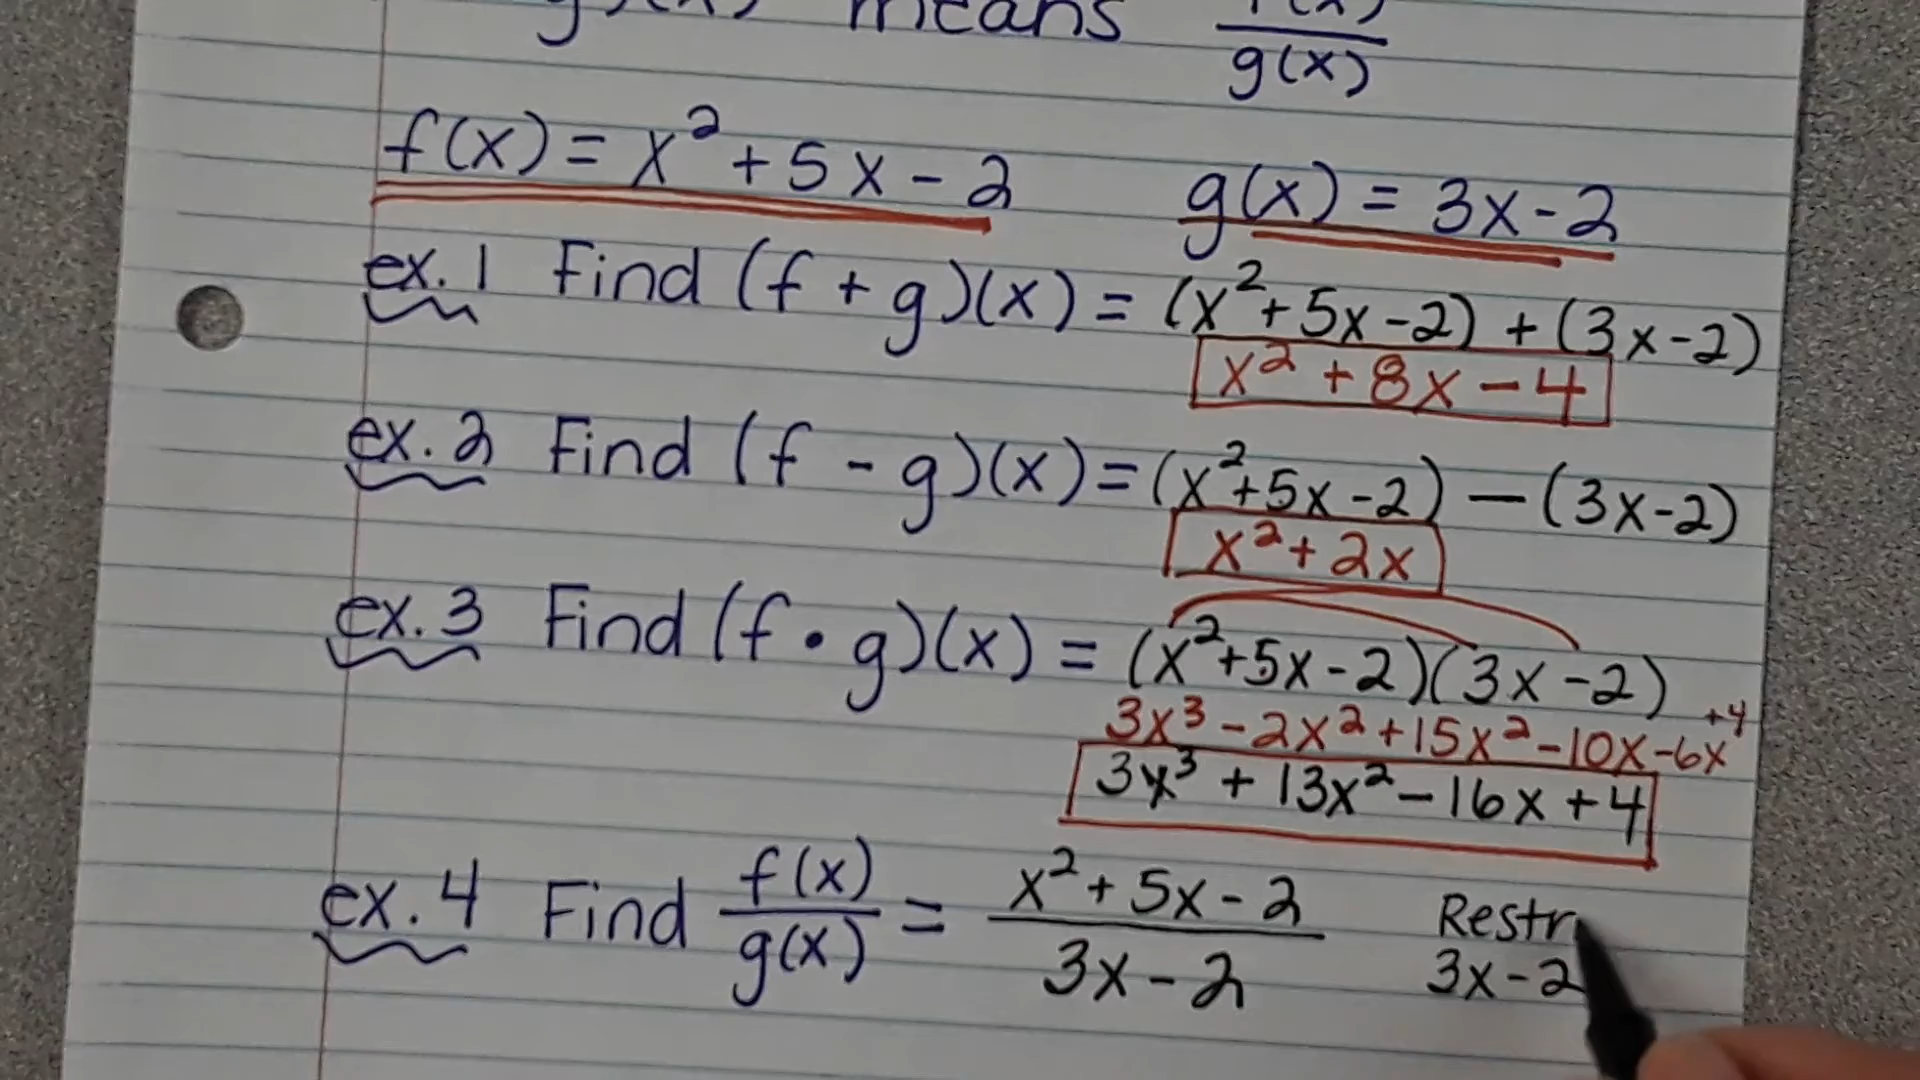 g)(x) means f(x)/g(x)
f(x) = x² + 5x - 2 g(x) = 3x - 2
ex. 1 Find (f + g)(x) = (x² + 5x - 2) + (3x - 2)
x² + 8x - 4
ex. 2 Find (f - g)(x) = (x² + 5x - 2) - (3x - 2)
x² + 2x
ex. 3 Find (f • g)(x) = (x² + 5x - 2)(3x - 2)
3x³ - 2x² + 15x² - 10x - 6x + 4
3x³ + 13x² - 16x + 4
ex. 4 Find f(x)/g(x) = x² + 5x - 2 / 3x - 2
Restr
3x - 2